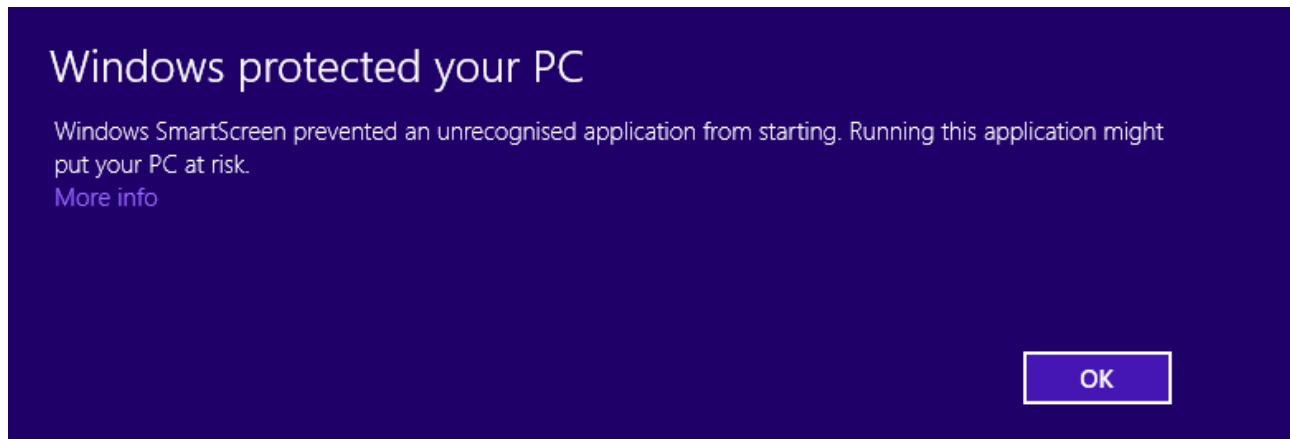 Windows protected your PC
Windows SmartScreen prevented an unrecognised application from starting. Running this application might
put your PC at risk.
More info
OK